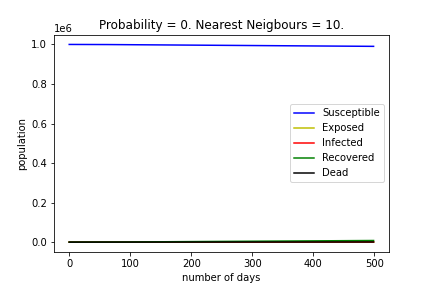 Probability = 0. Nearest Neigbours = 10.
1e6
1.0
0.8
0.6
0.4
0.2
0.0
population
Susceptible
Exposed
Infected
Recovered
Dead
0 100 200 300 400 500
number of days